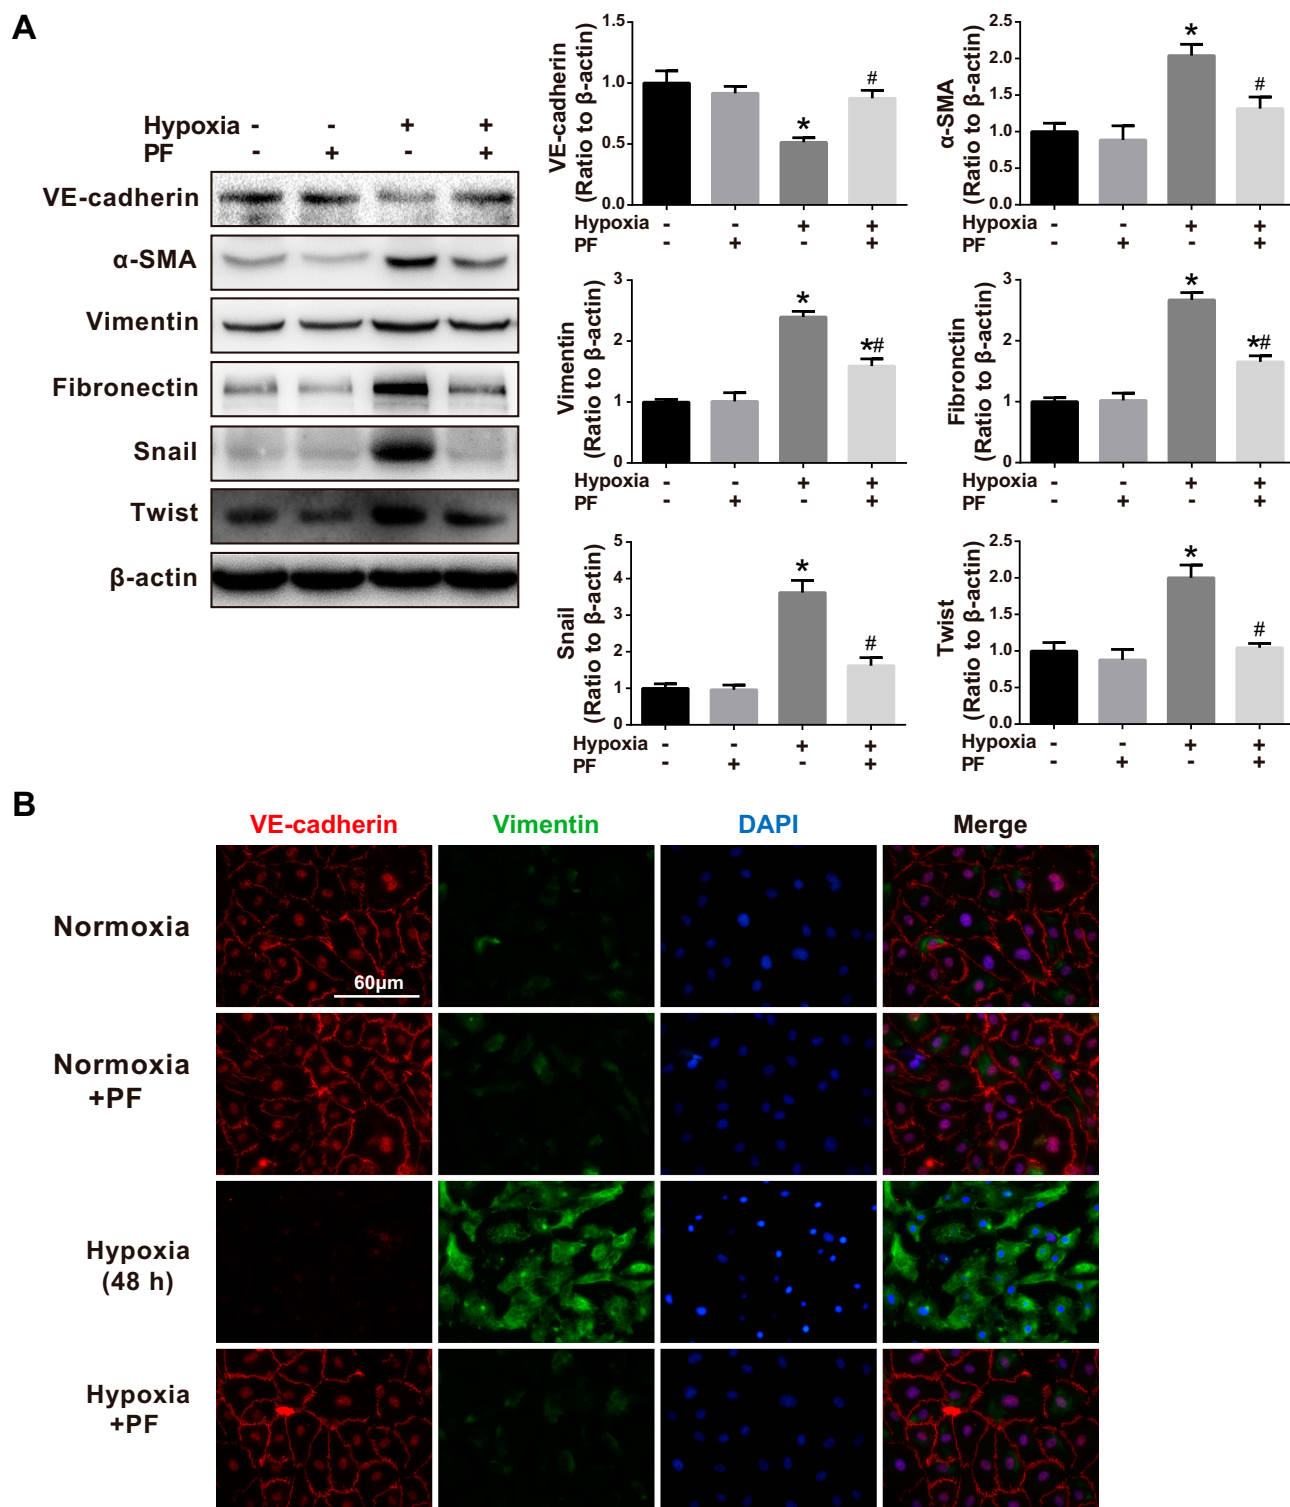 A
Hypoxia - - + +
PF - + - +
VE-cadherin
α-SMA
Vimentin
Fibronectin
Snail
Twist
β-actin
VE-cadherin
(Ratio to β-actin)
1.5
1.0
0.5
0.0
*
#
Hypoxia - - + +
PF - + - +
α-SMA
(Ratio to β-actin)
2.5
2.0
1.5
1.0
0.5
0.0
*
#
Hypoxia - - + +
PF - + - +
Vimentin
(Ratio to β-actin)
3
2
1
0
*
*#
Hypoxia - - + +
PF - + - +
Fibronctin
(Ratio to β-actin)
3
2
1
0
*
*#
Hypoxia - - + +
PF - + - +
Snail
(Ratio to β-actin)
5
4
2
1
0
*
#
Hypoxia - - + +
PF - + - +
Twist
(Ratio to β-actin)
2.5
2.0
1.5
1.0
0.5
0.0
*
#
Hypoxia - - + +
PF - + - +
B
VE-cadherin Vimentin DAPI Merge
Normoxia
60μm
Normoxia
+PF
Hypoxia
(48 h)
Hypoxia
+PF